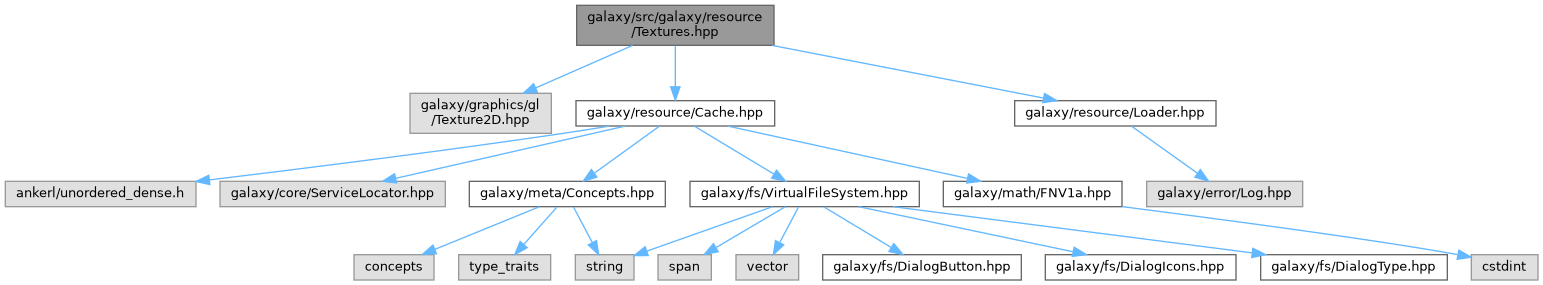 galaxy/src/galaxy/resource
/Textures.hpp
galaxy/graphics/gl
/Texture2D.hpp
galaxy/resource/Cache.hpp
galaxy/resource/Loader.hpp
ankerl/unordered_dense.h
galaxy/core/ServiceLocator.hpp
galaxy/meta/Concepts.hpp
galaxy/fs/VirtualFileSystem.hpp
galaxy/math/FNV1a.hpp
galaxy/error/Log.hpp
concepts
type_traits
string
span
vector
galaxy/fs/DialogButton.hpp
galaxy/fs/DialogIcons.hpp
galaxy/fs/DialogType.hpp
cstdint